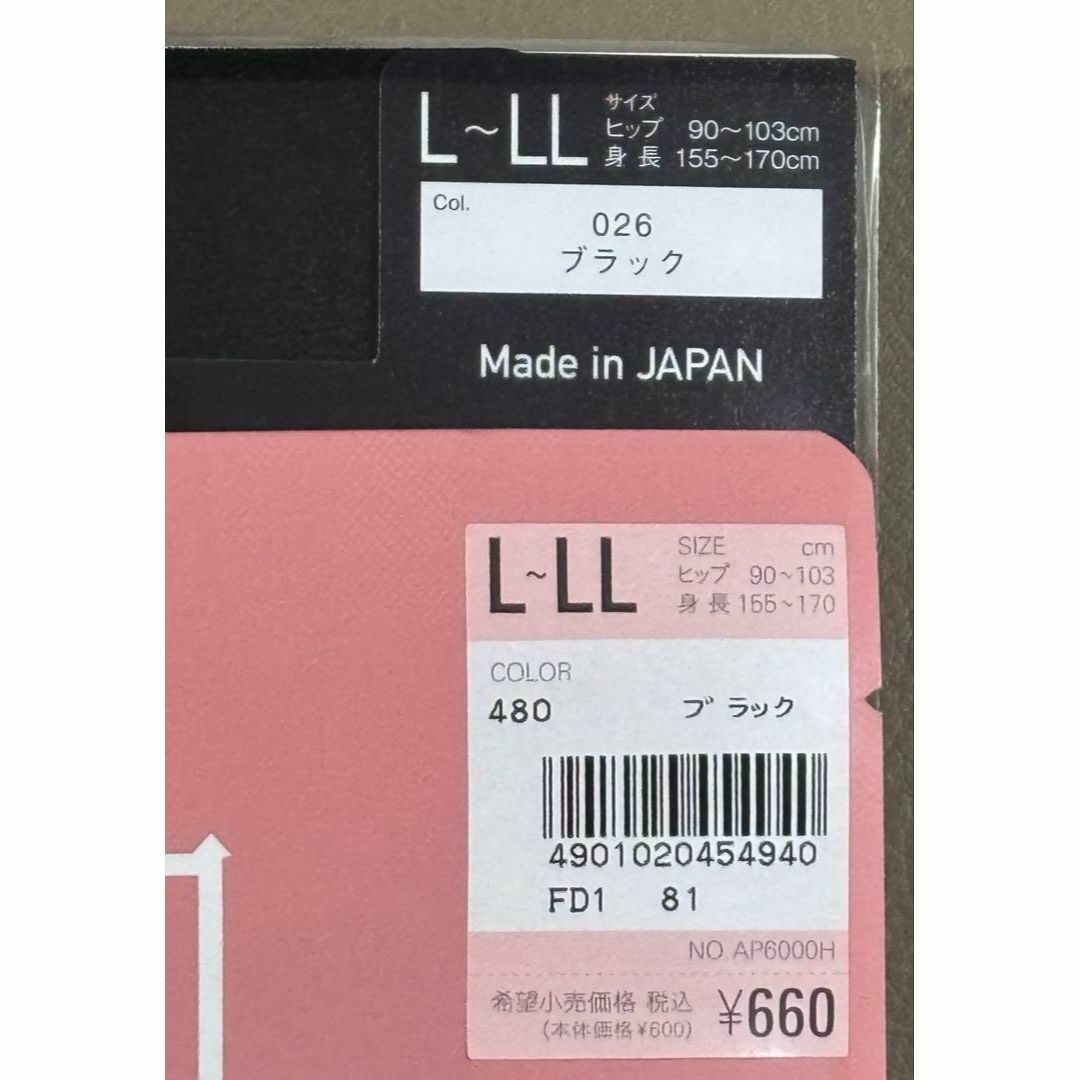 L～LL
サイズ
ヒップ 90～103cm
身長 155～170cm
Col.
026
ブラック
Made in JAPAN
L~LL
SIZE cm
ヒップ 90~103
身長 155~170
COLOR
480 ブラック
4901020454940
FD1 81
NO AP6000H
希望小売価格 税込 ¥660
(本体価格¥600)